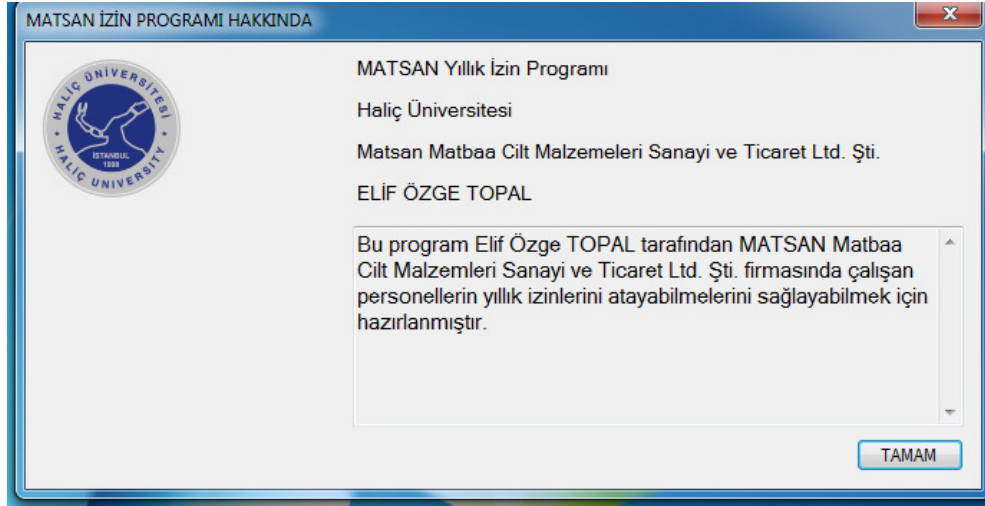 MATSAN İZİN PROGRAMI HAKKINDA
HALİÇ ÜNİVERSİTESİ
İSTANBUL
1998
HALIÇ UNIVERSITY
MATSAN Yıllık İzin Programı
Haliç Üniversitesi
Matsan Matbaa Cilt Malzemeleri Sanayi ve Ticaret Ltd. Şti.
ELİF ÖZGE TOPAL
Bu program Elif Özge TOPAL tarafından MATSAN Matbaa
Cilt Malzemleri Sanayi ve Ticaret Ltd. Şti. firmasında çalışan
personellerin yıllık izinlerini atayabilmelerini sağlayabilmek için
hazırlanmıştır.
TAMAM